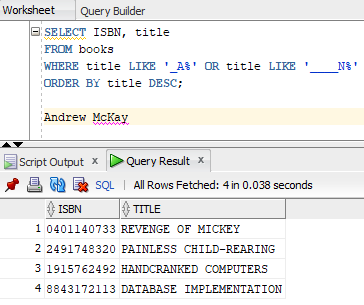 Worksheet Query Builder
SELECT ISBN, title
FROM books
WHERE title LIKE '_A%' OR title LIKE '____N%'
ORDER BY title DESC;
Andrew McKay
Script Output x Query Result x
SQL | All Rows Fetched: 4 in 0.038 seconds
ISBN TITLE
1 0401140733 REVENGE OF MICKEY
2 2491748320 PAINLESS CHILD-REARING
3 1915762492 HANDCRANKED COMPUTERS
4 8843172113 DATABASE IMPLEMENTATION